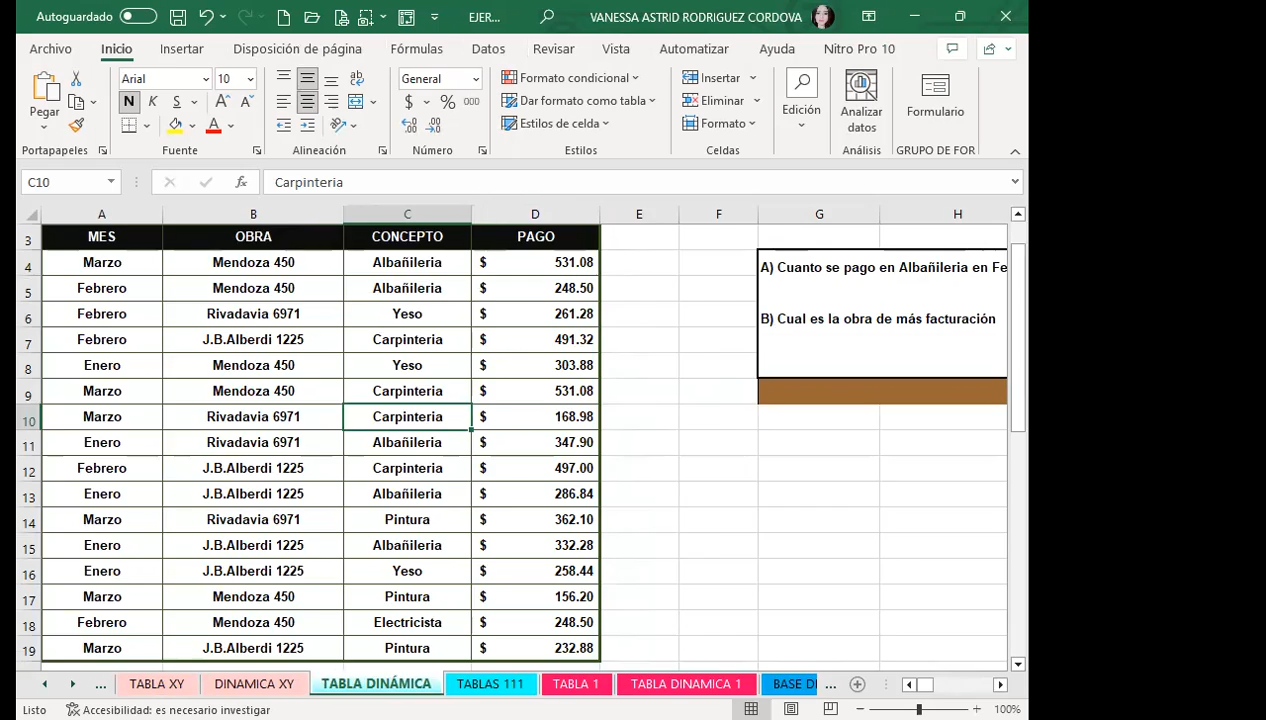 Autoguardado EJER... VANESSA ASTRID RODRIGUEZ CORDOVA
Archivo Inicio Insertar Disposición de página Fórmulas Datos Revisar Vista Automatizar Ayuda Nitro Pro 10
Pegar
Portapapeles
Arial 10
N K S
Fuente
Alineación
General
$ % 000
Número
Formato condicional
Dar formato como tabla
Estilos de celda
Estilos
Insertar
Eliminar
Formato
Celdas
Edición
Analizar
datos
Análisis
Formulario
GRUPO DE FOR
C10 fx Carpinteria
A B C D E F G H
3 MES OBRA CONCEPTO PAGO
4 Marzo Mendoza 450 Albañileria $ 531.08
5 Febrero Mendoza 450 Albañileria $ 248.50
6 Febrero Rivadavia 6971 Yeso $ 261.28
7 Febrero J.B.Alberdi 1225 Carpinteria $ 491.32
8 Enero Mendoza 450 Yeso $ 303.88
9 Marzo Mendoza 450 Carpinteria $ 531.08
10 Marzo Rivadavia 6971 Carpinteria $ 168.98
11 Enero Rivadavia 6971 Albañileria $ 347.90
12 Febrero J.B.Alberdi 1225 Carpinteria $ 497.00
13 Enero J.B.Alberdi 1225 Albañileria $ 286.84
14 Marzo Rivadavia 6971 Pintura $ 362.10
15 Enero J.B.Alberdi 1225 Albañileria $ 332.28
16 Enero J.B.Alberdi 1225 Yeso $ 258.44
17 Marzo Mendoza 450 Pintura $ 156.20
18 Febrero Mendoza 450 Electricista $ 248.50
19 Marzo J.B.Alberdi 1225 Pintura $ 232.88
A) Cuanto se pago en Albañileria en Fe
B) Cual es la obra de más facturación
... TABLA XY DINAMICA XY TABLA DINÁMICA TABLAS 111 TABLA 1 TABLA DINAMICA 1 BASE DI ...
Listo Accesibilidad: es necesario investigar 100%